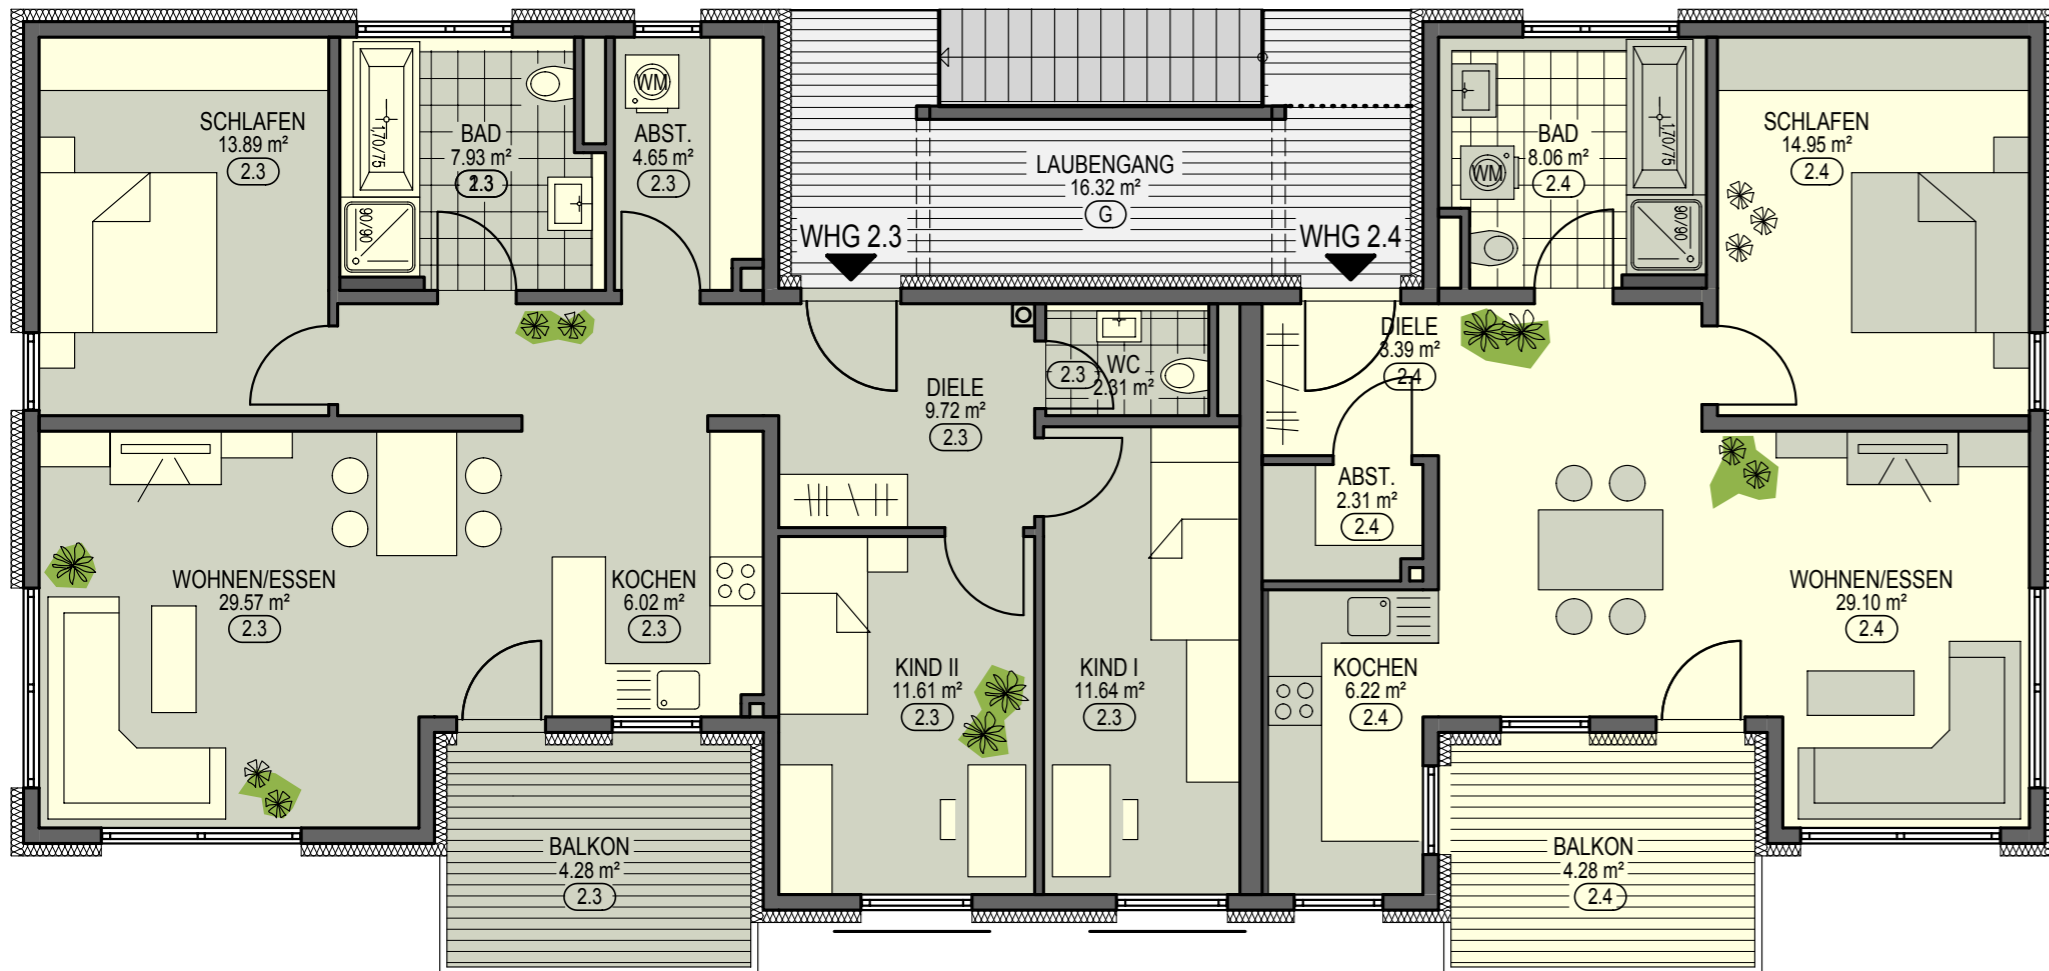 SCHLAFEN
13.89 m²
2.3
1,70/75
90/90
BAD
7.93 m²
2.3
WM
ABST.
4.65 m²
2.3
LAUBENGANG
16.32 m²
G
WHG 2.3
WHG 2.4
WM
BAD
8.06 m²
2.4
1,70/75
90/90
SCHLAFEN
14.95 m²
2.4
DIELE
9.72 m²
2.3
WC
2.31 m²
2.3
DIELE
3.39 m²
2.4
ABST.
2.31 m²
2.4
WOHNEN/ESSEN
29.57 m²
2.3
KOCHEN
6.02 m²
2.3
KIND II
11.61 m²
2.3
KIND I
11.64 m²
2.3
KOCHEN
6.22 m²
2.4
WOHNEN/ESSEN
29.10 m²
2.4
BALKON
4.28 m²
2.3
BALKON
4.28 m²
2.4